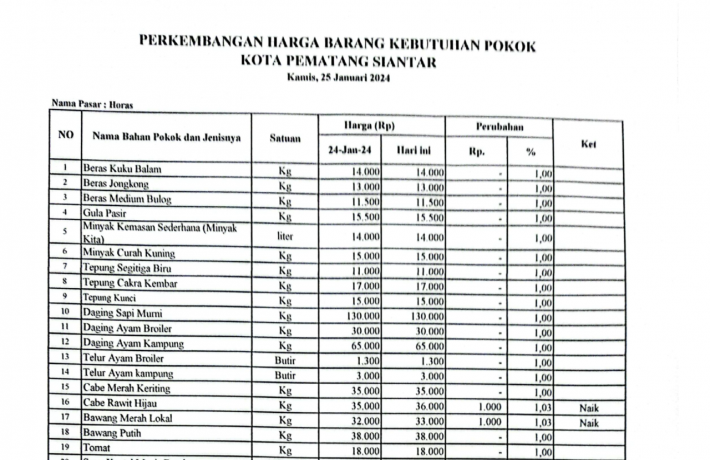 PERKEMBANGAN HARGA BARANG KEBUTUHAN POKOK
KOTA PEMATANG SIANTAR
Kamis, 25 Januari 2024
Nama Pasar : Horas
NO Nama Bahan Pokok dan Jenisnya Satuan Harga (Rp) Perubahan Ket
24-Jan-24 Hari ini Rp. %
1 Beras Kuku Balam Kg 14.000 14.000 - 1,00
2 Beras Jongkong Kg 13.000 13.000 - 1,00
3 Beras Medium Bulog Kg 11.500 11.500 - 1,00
4 Gula Pasir Kg 15.500 15.500 - 1,00
5 Minyak Kemasan Sederhana (Minyak
Kita) liter 14.000 14.000 - 1,00
6 Minyak Curah Kuning Kg 15.000 15.000 - 1,00
7 Tepung Segitiga Biru Kg 11.000 11.000 - 1,00
8 Tepung Cakra Kembar Kg 17.000 17.000 - 1,00
9 Tepung Kunci Kg 15.000 15.000 - 1,00
10 Daging Sapi Murni Kg 130.000 130.000 - 1,00
11 Daging Ayam Broiler Kg 30.000 30.000 - 1,00
12 Daging Ayam Kampung Kg 65.000 65.000 - 1,00
13 Telur Ayam Broiler Butir 1.300 1.300 - 1,00
14 Telur Ayam kampung Butir 3.000 3.000 - 1,00
15 Cabe Merah Keriting Kg 35.000 35.000 - 1,00
16 Cabe Rawit Hijau Kg 35.000 36.000 1.000 1,03 Naik
17 Bawang Merah Lokal Kg 32.000 33.000 1.000 1,03 Naik
18 Bawang Putih Kg 38.000 38.000 - 1,00
19 Tomat Kg 18.000 18.000 - 1,00